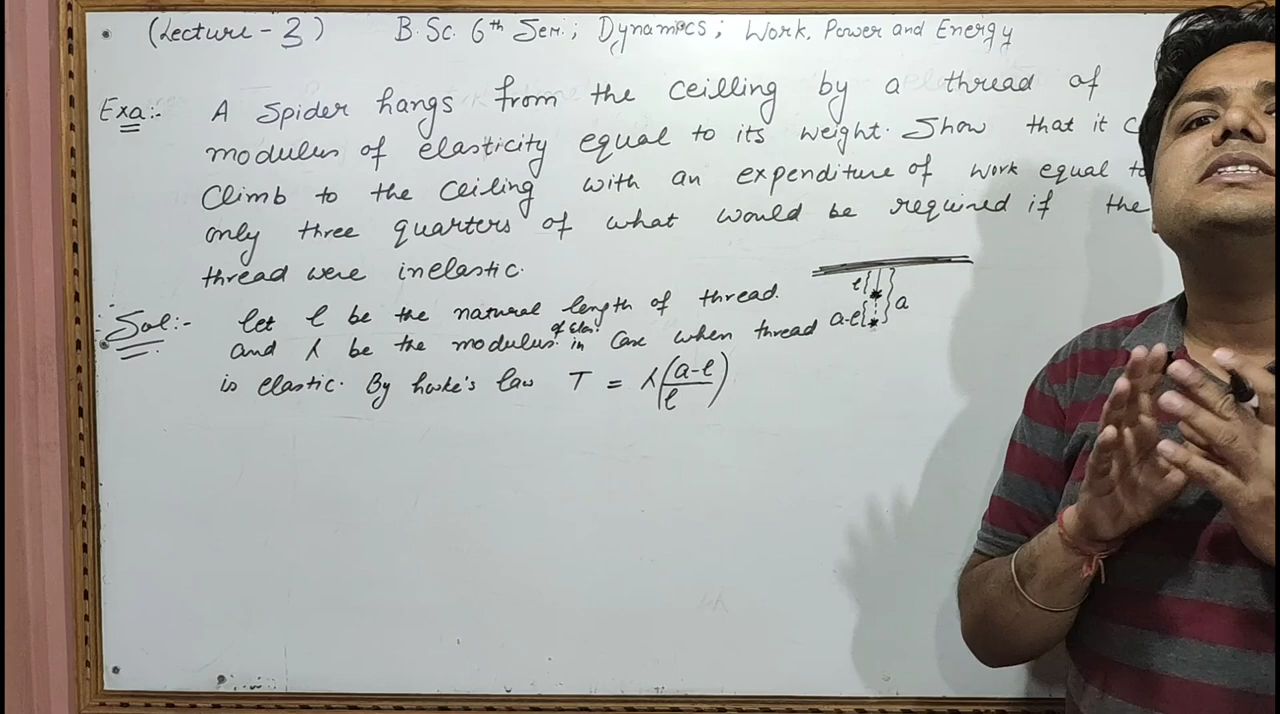 (Lecture - 3) B.Sc. 6th Sem.; Dynamics; Work, Power and Energy
Exa:- A Spider hangs from the ceilling by a thread of
modulus of elasticity equal to its weight. Show that it
Climb to the Ceiling with an expenditure of work equal to
only three quarters of what would be required if the
thread were inelastic.
Sol:- let l be the natural length of thread.
and λ be the modulus of elas. in Case when thread
is elastic. By hooke's law T = λ(a-l)/l
l
a-l
a